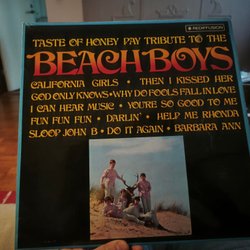 REDIFFUSION
TASTE OF HONEY PAY TRIBUTE TO THE
BEACH BOYS
CALIFORNIA GIRLS • THEN I KISSED HER
GOD ONLY KNOWS • WHY DO FOOLS FALL IN LOVE
I CAN HEAR MUSIC • YOURE SO GOOD TO ME
FUN FUN FUN • DARLIN' • HELP ME RHONDA
SLOOP JOHN B • DO IT AGAIN • BARBARA ANN